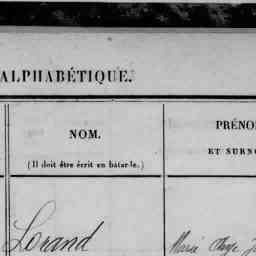 ALPHABÉTIQUE.
NOM.
(Il doit être écrit en bâtarde.)
PRÉNO
ET SURNO
Lorand
Marie